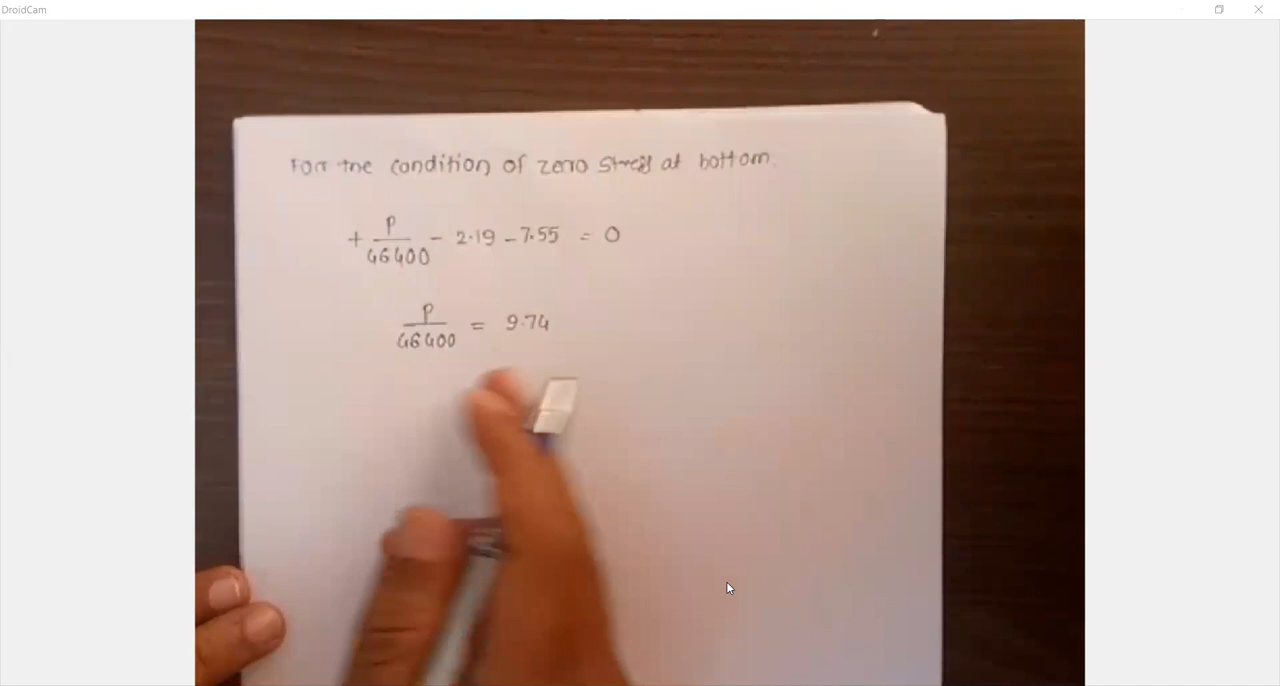 DroidCam
For the condition of zero stress at bottom.
+ P/46400 - 2.19 - 7.55 = 0
P/46400 = 9.74